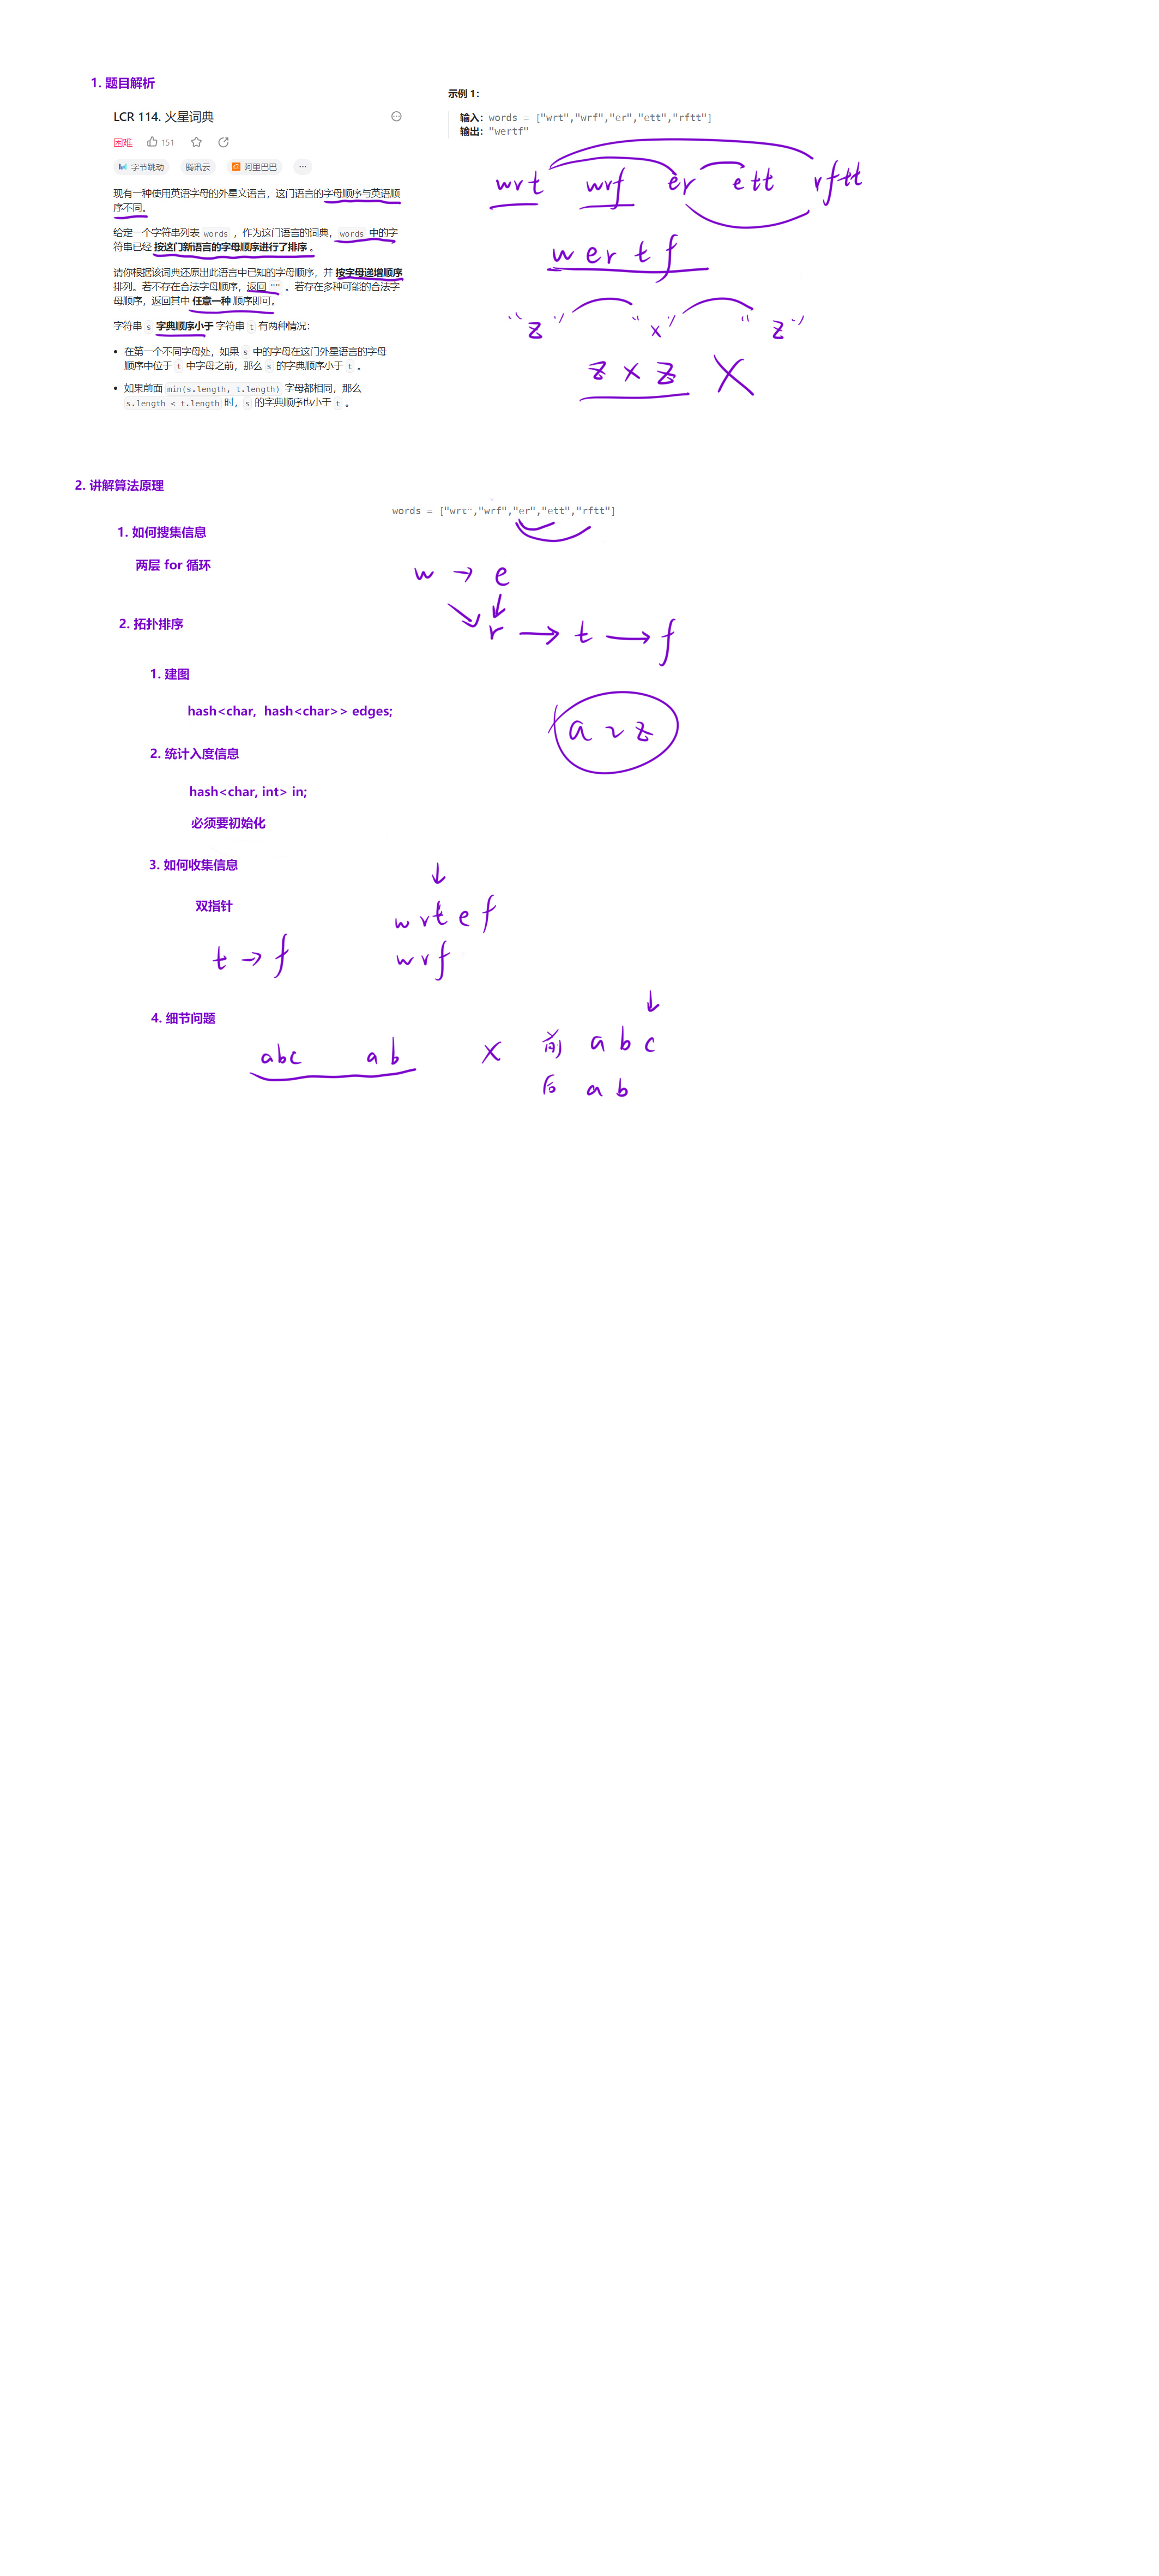 1. 题目解析
LCR 114. 火星词典
困难 151
字节跳动 腾讯云 阿里巴巴 ···
现有一种使用英语字母的外星文语言，这门语言的字母顺序与英语顺
序不同。
给定一个字符串列表 words ，作为这门语言的词典，words 中的字
符串已经 按这门新语言的字母顺序进行了排序 。
请你根据该词典还原出此语言中已知的字母顺序，并 按字母递增顺序
排列。若不存在合法字母顺序，返回 "" 。若存在多种可能的合法字
母顺序，返回其中 任意一种 顺序即可。
字符串 s 字典顺序小于 字符串 t 有两种情况：
• 在第一个不同字母处，如果 s 中的字母在这门外星语言的字母
顺序中位于 t 中字母之前，那么 s 的字典顺序小于 t 。
• 如果前面 min(s.length, t.length) 字母都相同，那么
s.length < t.length 时，s 的字典顺序也小于 t 。
示例 1：
输入：words = ["wrt","wrf","er","ett","rftt"]
输出："wertf"
wrt wrf er ett rftt
w e r t f
"z" "x" "z"
z x z X
2. 讲解算法原理
words = ["wrt","wrf","er","ett","rftt"]
1. 如何搜集信息
两层 for 循环
w → e
r → t → f
2. 拓扑排序
1. 建图
hash<char, hash<char>> edges;
a ~ z
2. 统计入度信息
hash<char, int> in;
必须要初始化
3. 如何收集信息
双指针
w r t e f
w r f
t → f
4. 细节问题
abc ab X
前 a b c
后 a b